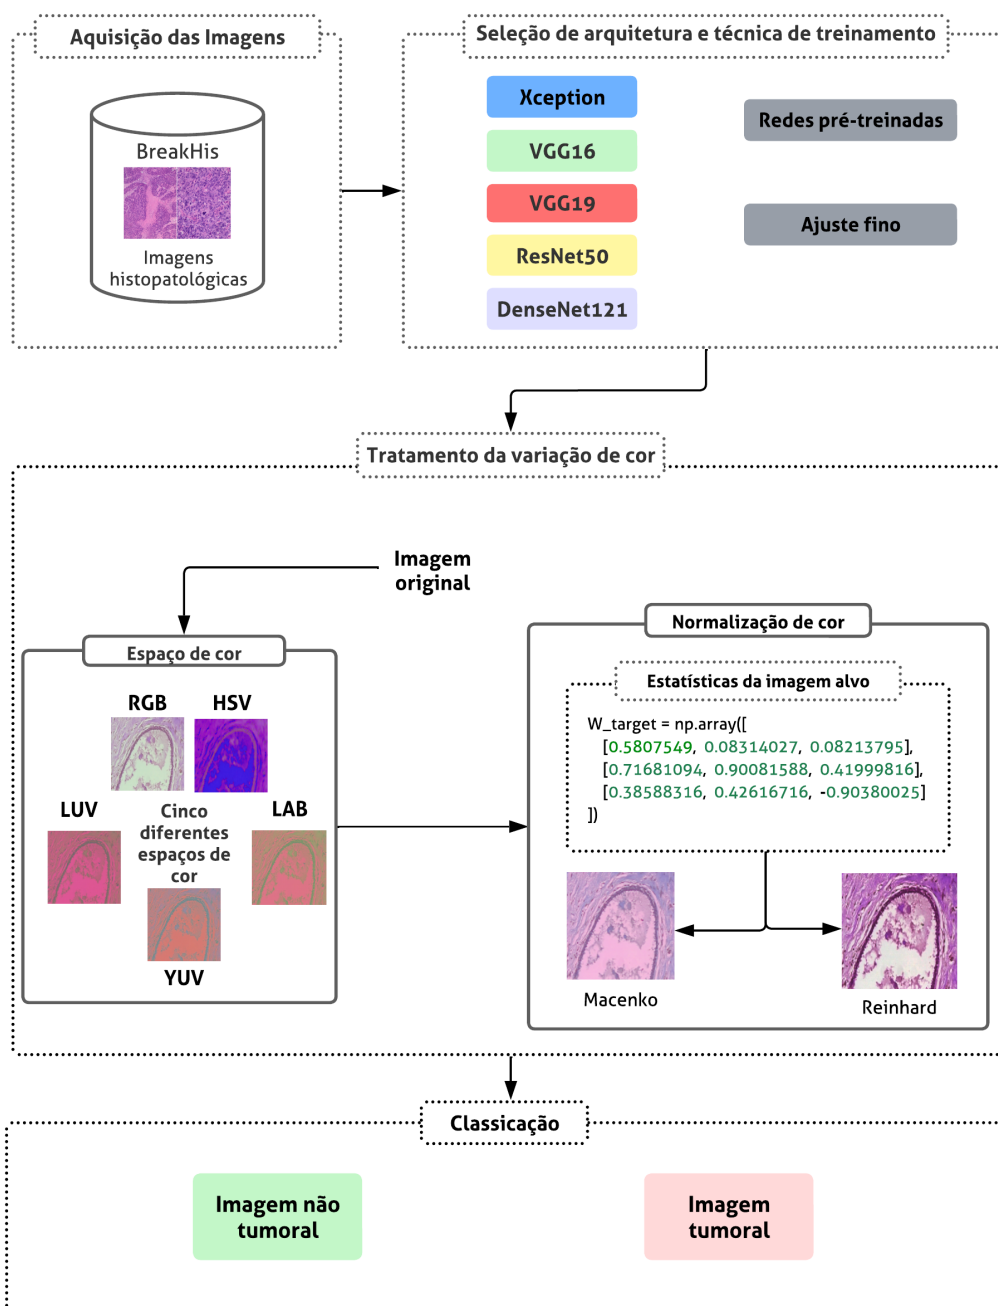 Aquisição das Imagens
BreakHis
Imagens
histopatológicas
Seleção de arquitetura e técnica de treinamento
Xception
VGG16
VGG19
ResNet50
DenseNet121
Redes pré-treinadas
Ajuste fino
Tratamento da variação de cor
Imagem
original
Espaço de cor
RGB
HSV
LUV
Cinco
diferentes
espaços de
cor
LAB
YUV
Normalização de cor
Estatísticas da imagem alvo
W_target = np.array([
[0.5807549, 0.08314027, 0.08213795],
[0.71681094, 0.90081588, 0.41999816],
[0.38588316, 0.42616716, -0.90380025]
])
Macenko
Reinhard
Classicação
Imagem não
tumoral
Imagem
tumoral